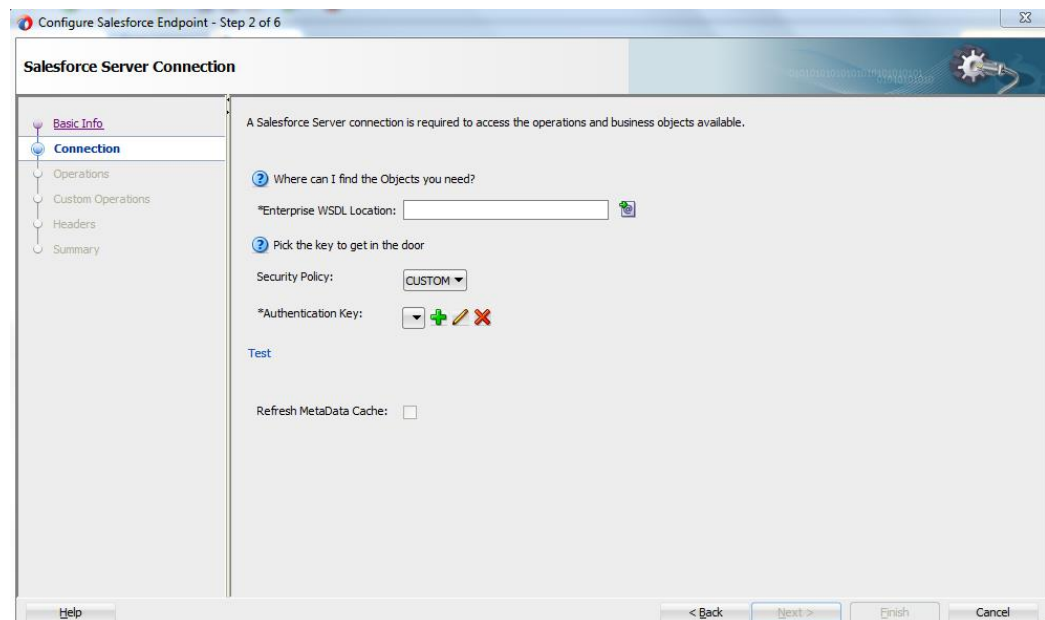 Configure Salesforce Endpoint - Step 2 of 6
Salesforce Server Connection
Basic Info
Connection
Operations
Custom Operations
Headers
Summary
A Salesforce Server connection is required to access the operations and business objects available.
Where can I find the Objects you need?
*Enterprise WSDL Location:
Pick the key to get in the door
Security Policy:
CUSTOM
*Authentication Key:
Test
Refresh MetaData Cache:
Help
< Back
Next >
Finish
Cancel